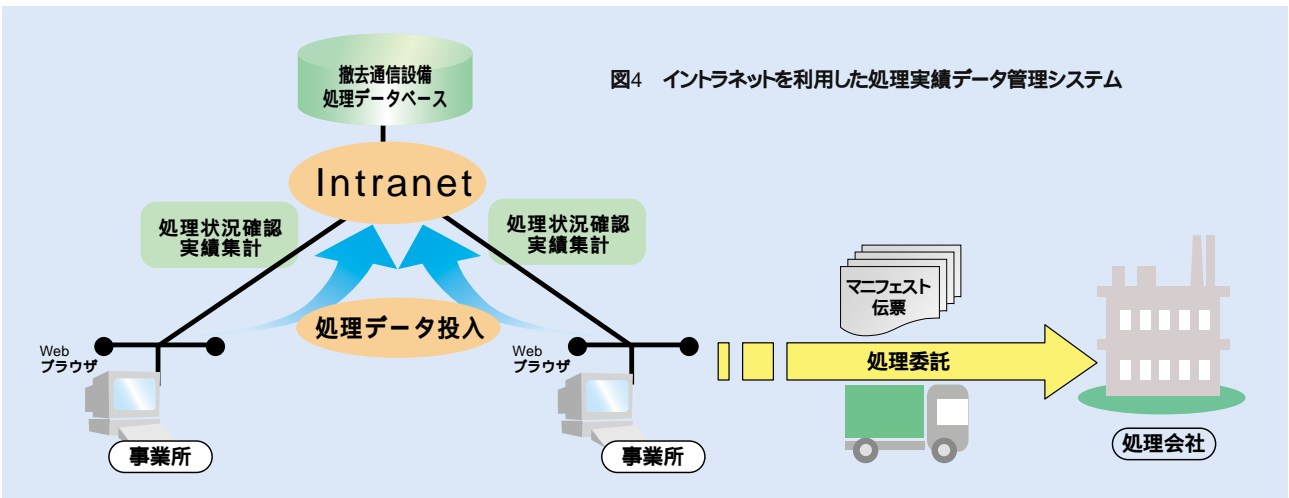 撤去通信設備
処理データベース
図4 イントラネットを利用した処理実績データ管理システム
Intranet
処理状況確認
実績集計
処理状況確認
実績集計
処理データ投入
Web
ブラウザ
事業所
Web
ブラウザ
事業所
マニフェスト
伝票
処理委託
処理会社